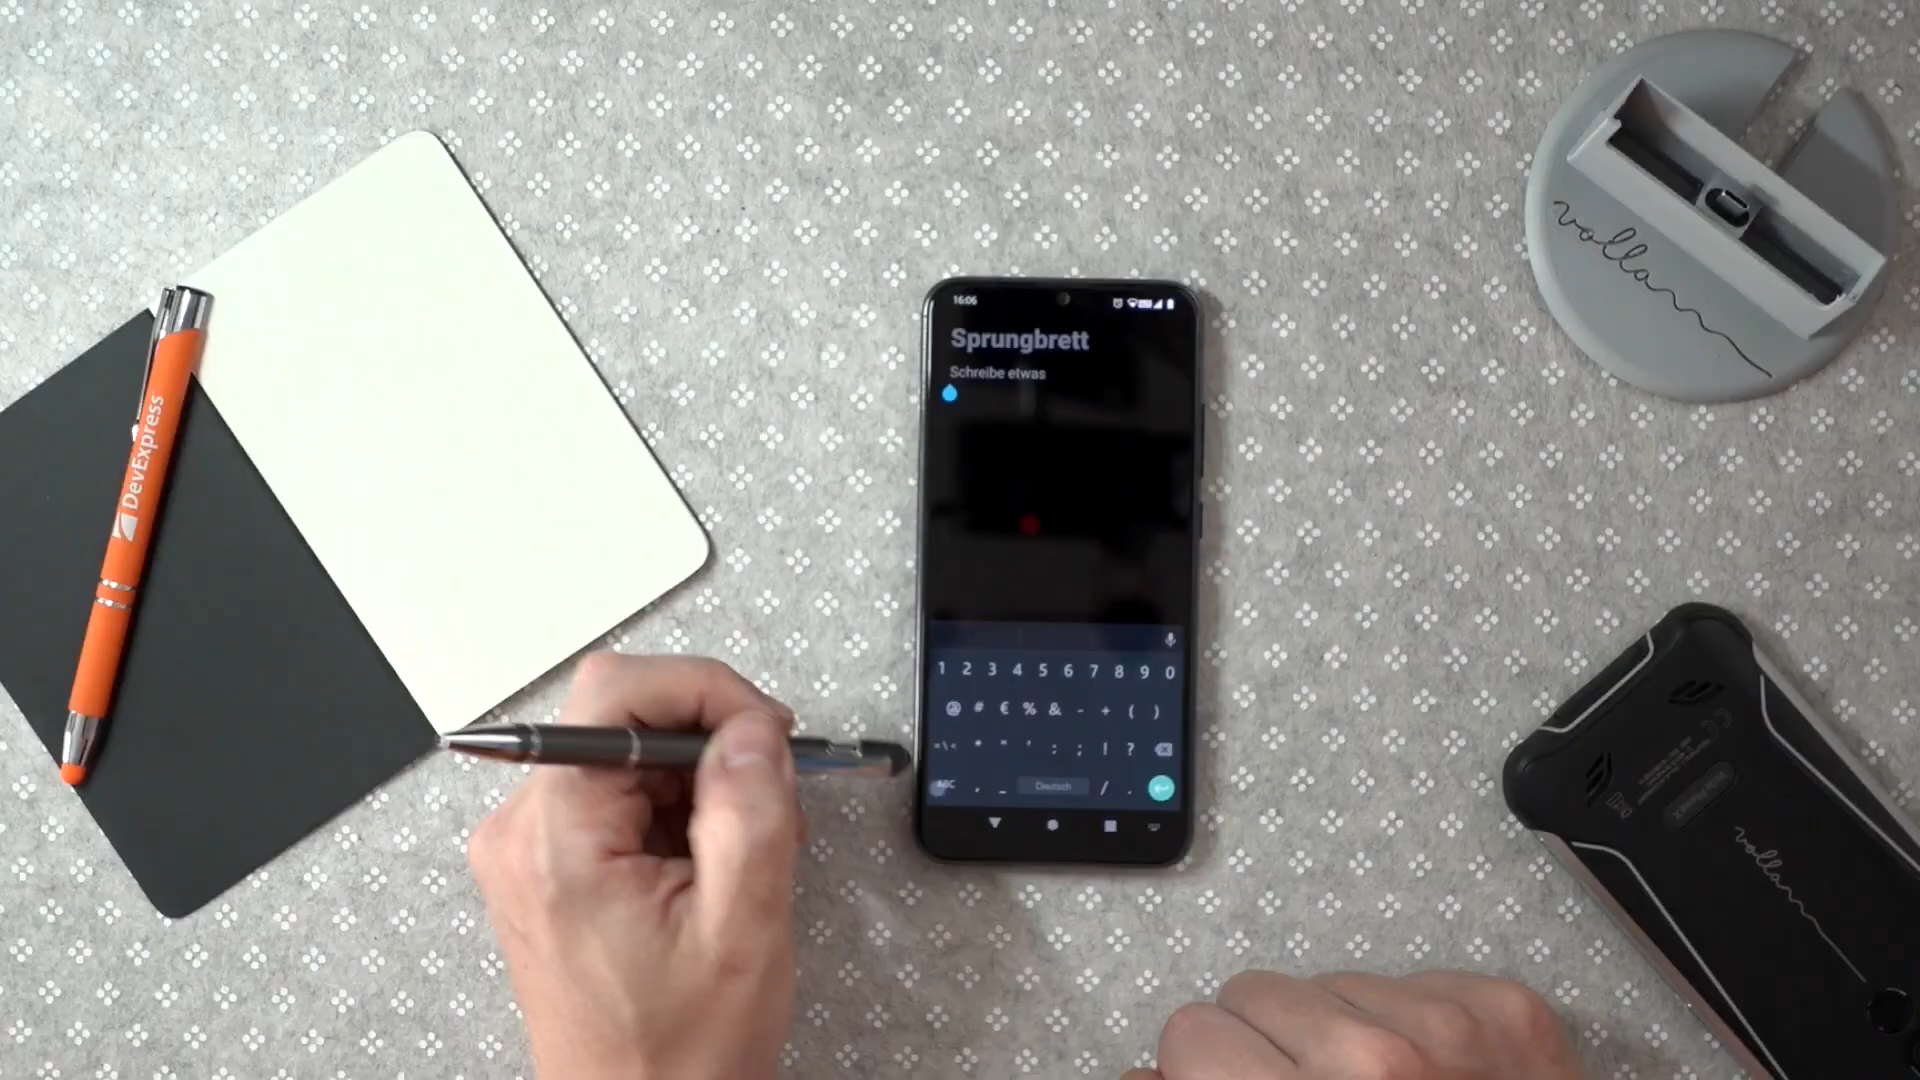 DevExpress
16:06
Sprungbrett
Schreibe etwas
1 2 3 4 5 6 7 8 9 0
@ # € % & - + ( )
=\< * " ' : ; ! ?
ABC , _ Deutsch / .
volla
volla